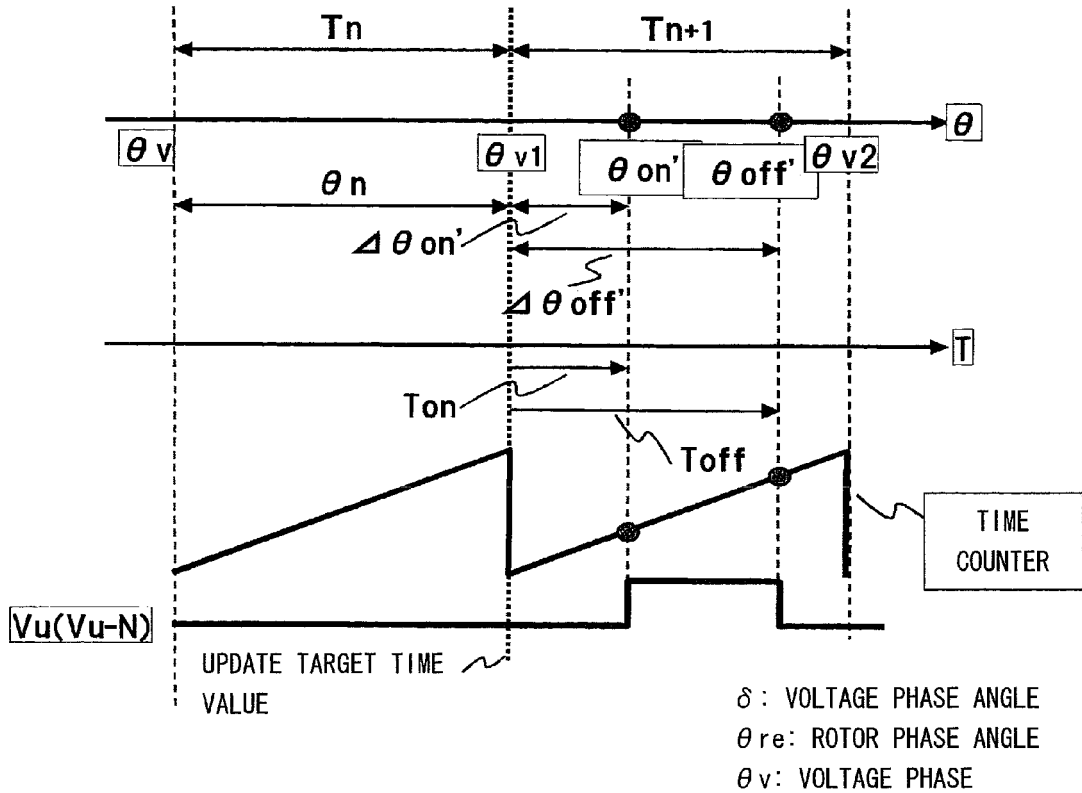 Tn Tn+1
θ
θv θv1 θon' θoff' θv2
θn
⊿θon'
⊿θoff'
T
Ton
Toff
TIME
COUNTER
Vu(Vu-N)
UPDATE TARGET TIME
VALUE
δ: VOLTAGE PHASE ANGLE
θre: ROTOR PHASE ANGLE
θv: VOLTAGE PHASE